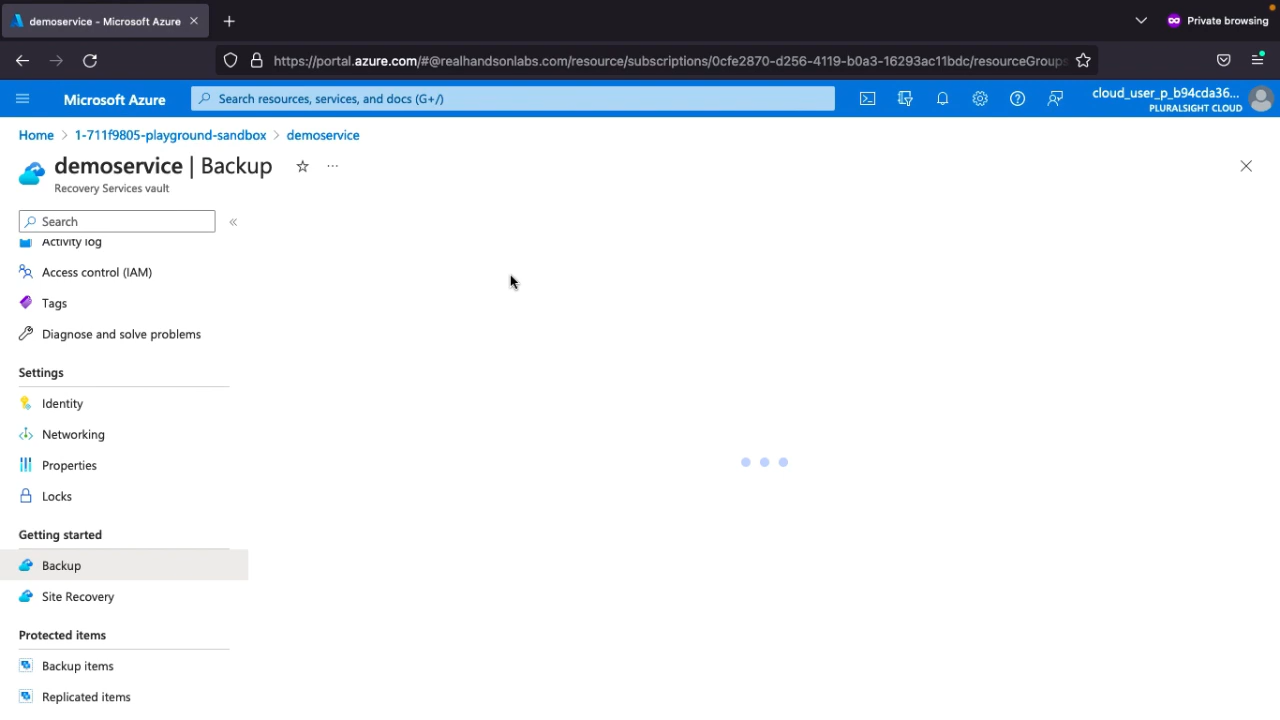 demoservice - Microsoft Azure
Private browsing
https://portal.azure.com/#@realhandsonlabs.com/resource/subscriptions/0cfe2870-d256-4119-b0a3-16293ac11bdc/resourceGroups
Microsoft Azure
Search resources, services, and docs (G+/)
cloud_user_p_b94cda36...
PLURALSIGHT CLOUD
Home > 1-711f9805-playground-sandbox > demoservice
demoservice | Backup
Recovery Services vault
Search
Activity log
Access control (IAM)
Tags
Diagnose and solve problems
Settings
Identity
Networking
Properties
Locks
Getting started
Backup
Site Recovery
Protected items
Backup items
Replicated items